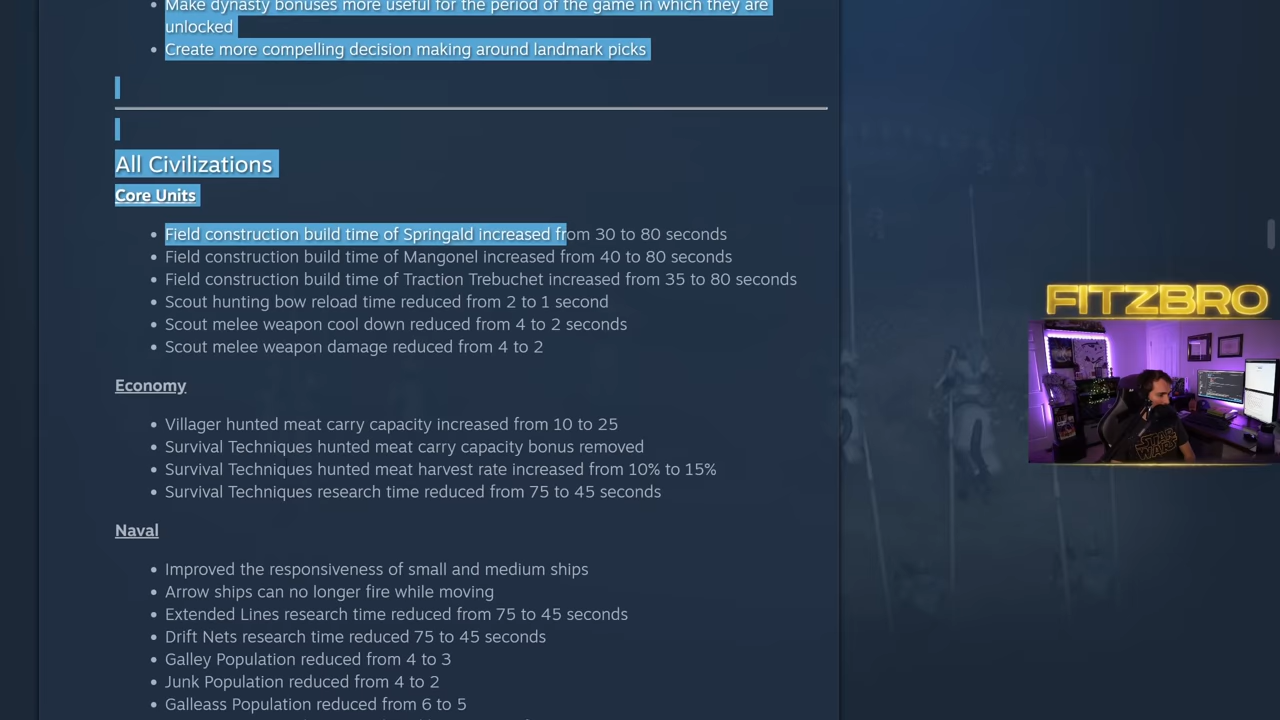 Make dynasty bonuses more useful for the period of the game in which they are
unlocked
Create more compelling decision making around landmark picks
All Civilizations
Core Units
Field construction build time of Springald increased from 30 to 80 seconds
Field construction build time of Mangonel increased from 40 to 80 seconds
Field construction build time of Traction Trebuchet increased from 35 to 80 seconds
Scout hunting bow reload time reduced from 2 to 1 second
Scout melee weapon cool down reduced from 4 to 2 seconds
Scout melee weapon damage reduced from 4 to 2
Economy
Villager hunted meat carry capacity increased from 10 to 25
Survival Techniques hunted meat carry capacity bonus removed
Survival Techniques hunted meat harvest rate increased from 10% to 15%
Survival Techniques research time reduced from 75 to 45 seconds
Naval
Improved the responsiveness of small and medium ships
Arrow ships can no longer fire while moving
Extended Lines research time reduced from 75 to 45 seconds
Drift Nets research time reduced 75 to 45 seconds
Galley Population reduced from 4 to 3
Junk Population reduced from 4 to 2
Galleass Population reduced from 6 to 5
FITZBRO
STAR
WARS